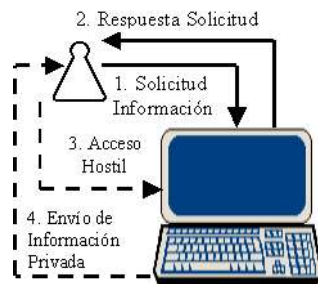 2. Respuesta Solicitud
1. Solicitud
Información
3. Acceso
Hostil
4. Envío de
Información
Privada